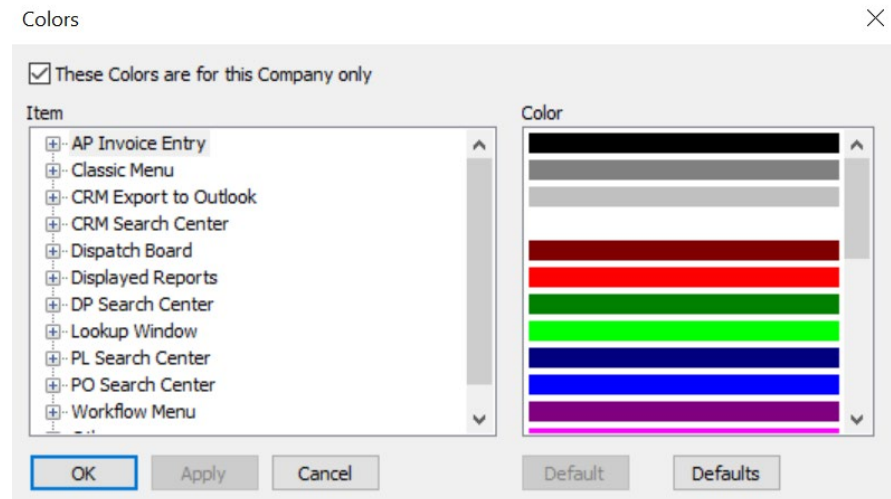 Colors
These Colors are for this Company only
Item
Color
AP Invoice Entry
Classic Menu
CRM Export to Outlook
CRM Search Center
Dispatch Board
Displayed Reports
DP Search Center
Lookup Window
PL Search Center
PO Search Center
Workflow Menu
OK Apply Cancel Default Defaults